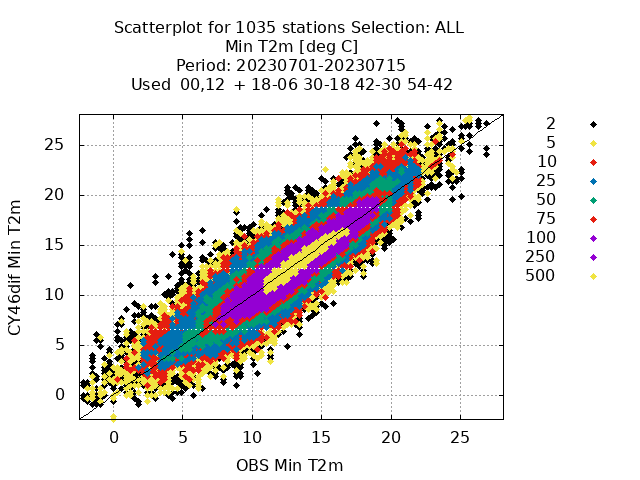 Scatterplot for 1035 stations Selection: ALL
Min T2m [deg C]
Period: 20230701-20230715
Used 00,12 + 18-06 30-18 42-30 54-42
25
20
15
10
5
0
CY46dif Min T2m
0 5 10 15 20 25
OBS Min T2m
2
5
10
25
50
75
100
250
500